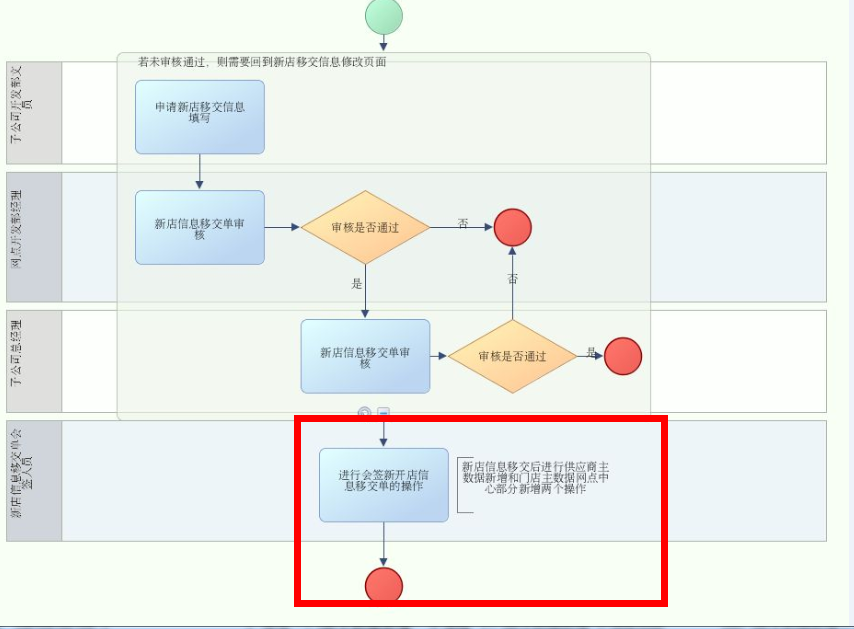 若未审核通过，则需要回到新店移交信息修改页面
子公司开发部文
员
申请新店移交信息
填写
网点开发部经理
新店信息移交单审
核
审核是否通过
否
是
否
子公司总经理
新店信息移交单审
核
审核是否通过
是
新店信息移交单会
签人员
进行会签新开店信
息移交单的操作
新店信息移交后进行供应商主
数据新增和门店主数据网点中
心部分新增两个操作